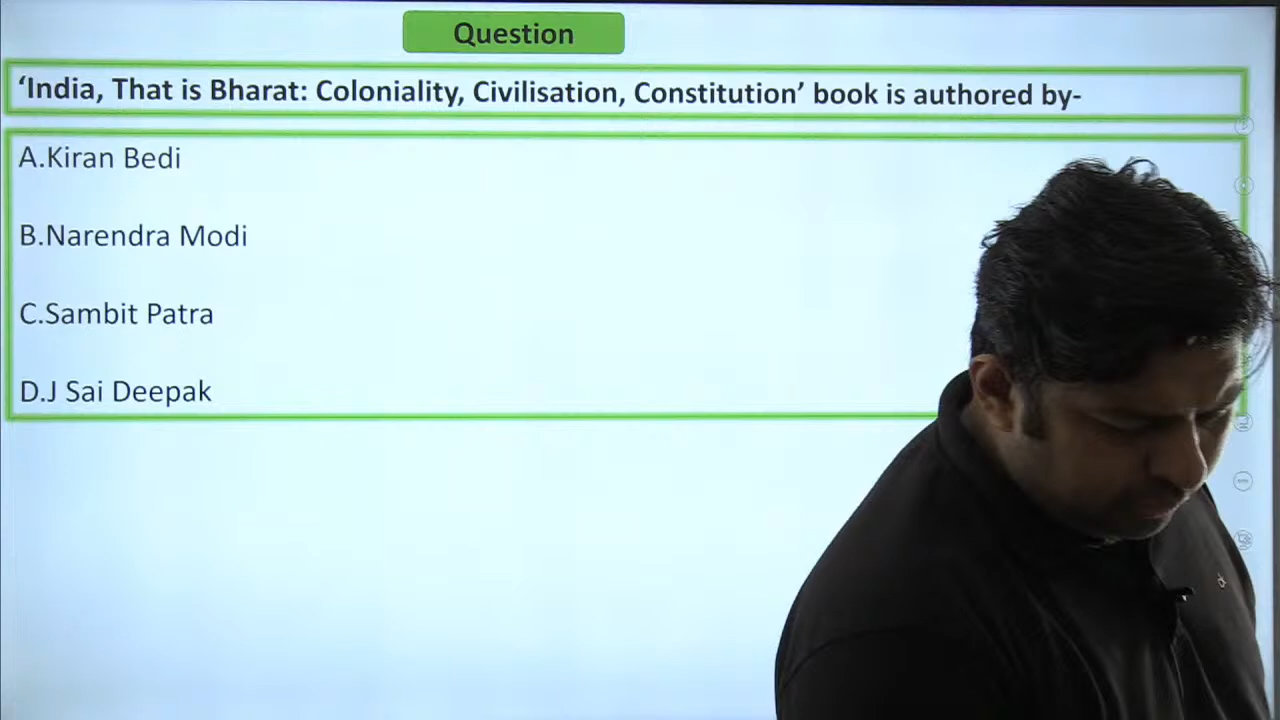 Question
‘India, That is Bharat: Coloniality, Civilisation, Constitution’ book is authored by-
A.Kiran Bedi
B.Narendra Modi
C.Sambit Patra
D.J Sai Deepak